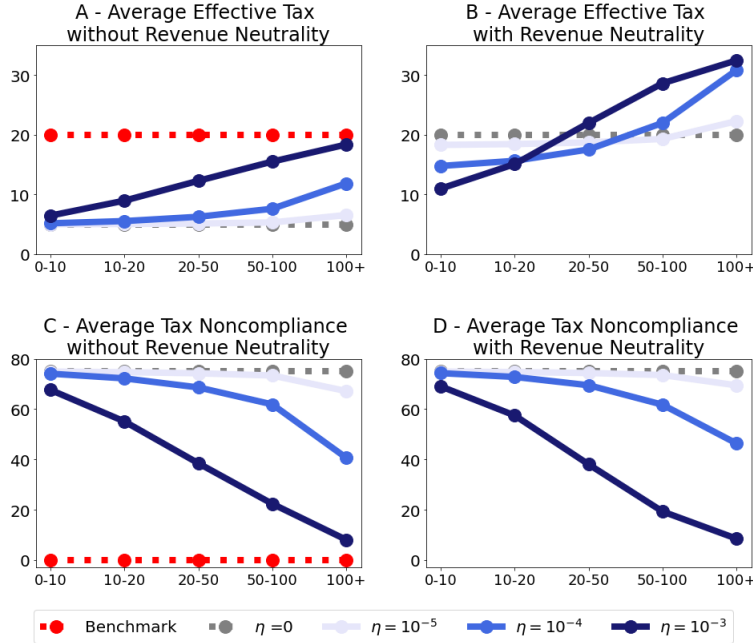 A - Average Effective Tax
without Revenue Neutrality
B - Average Effective Tax
with Revenue Neutrality
30
20
10
0
0-10 10-20 20-50 50-100 100+
30
20
10
0
0-10 10-20 20-50 50-100 100+
C - Average Tax Noncompliance
without Revenue Neutrality
D - Average Tax Noncompliance
with Revenue Neutrality
80
60
40
20
0
0-10 10-20 20-50 50-100 100+
80
60
40
20
0
0-10 10-20 20-50 50-100 100+
Benchmark η =0 η = 10⁻⁵ η = 10⁻⁴ η = 10⁻³